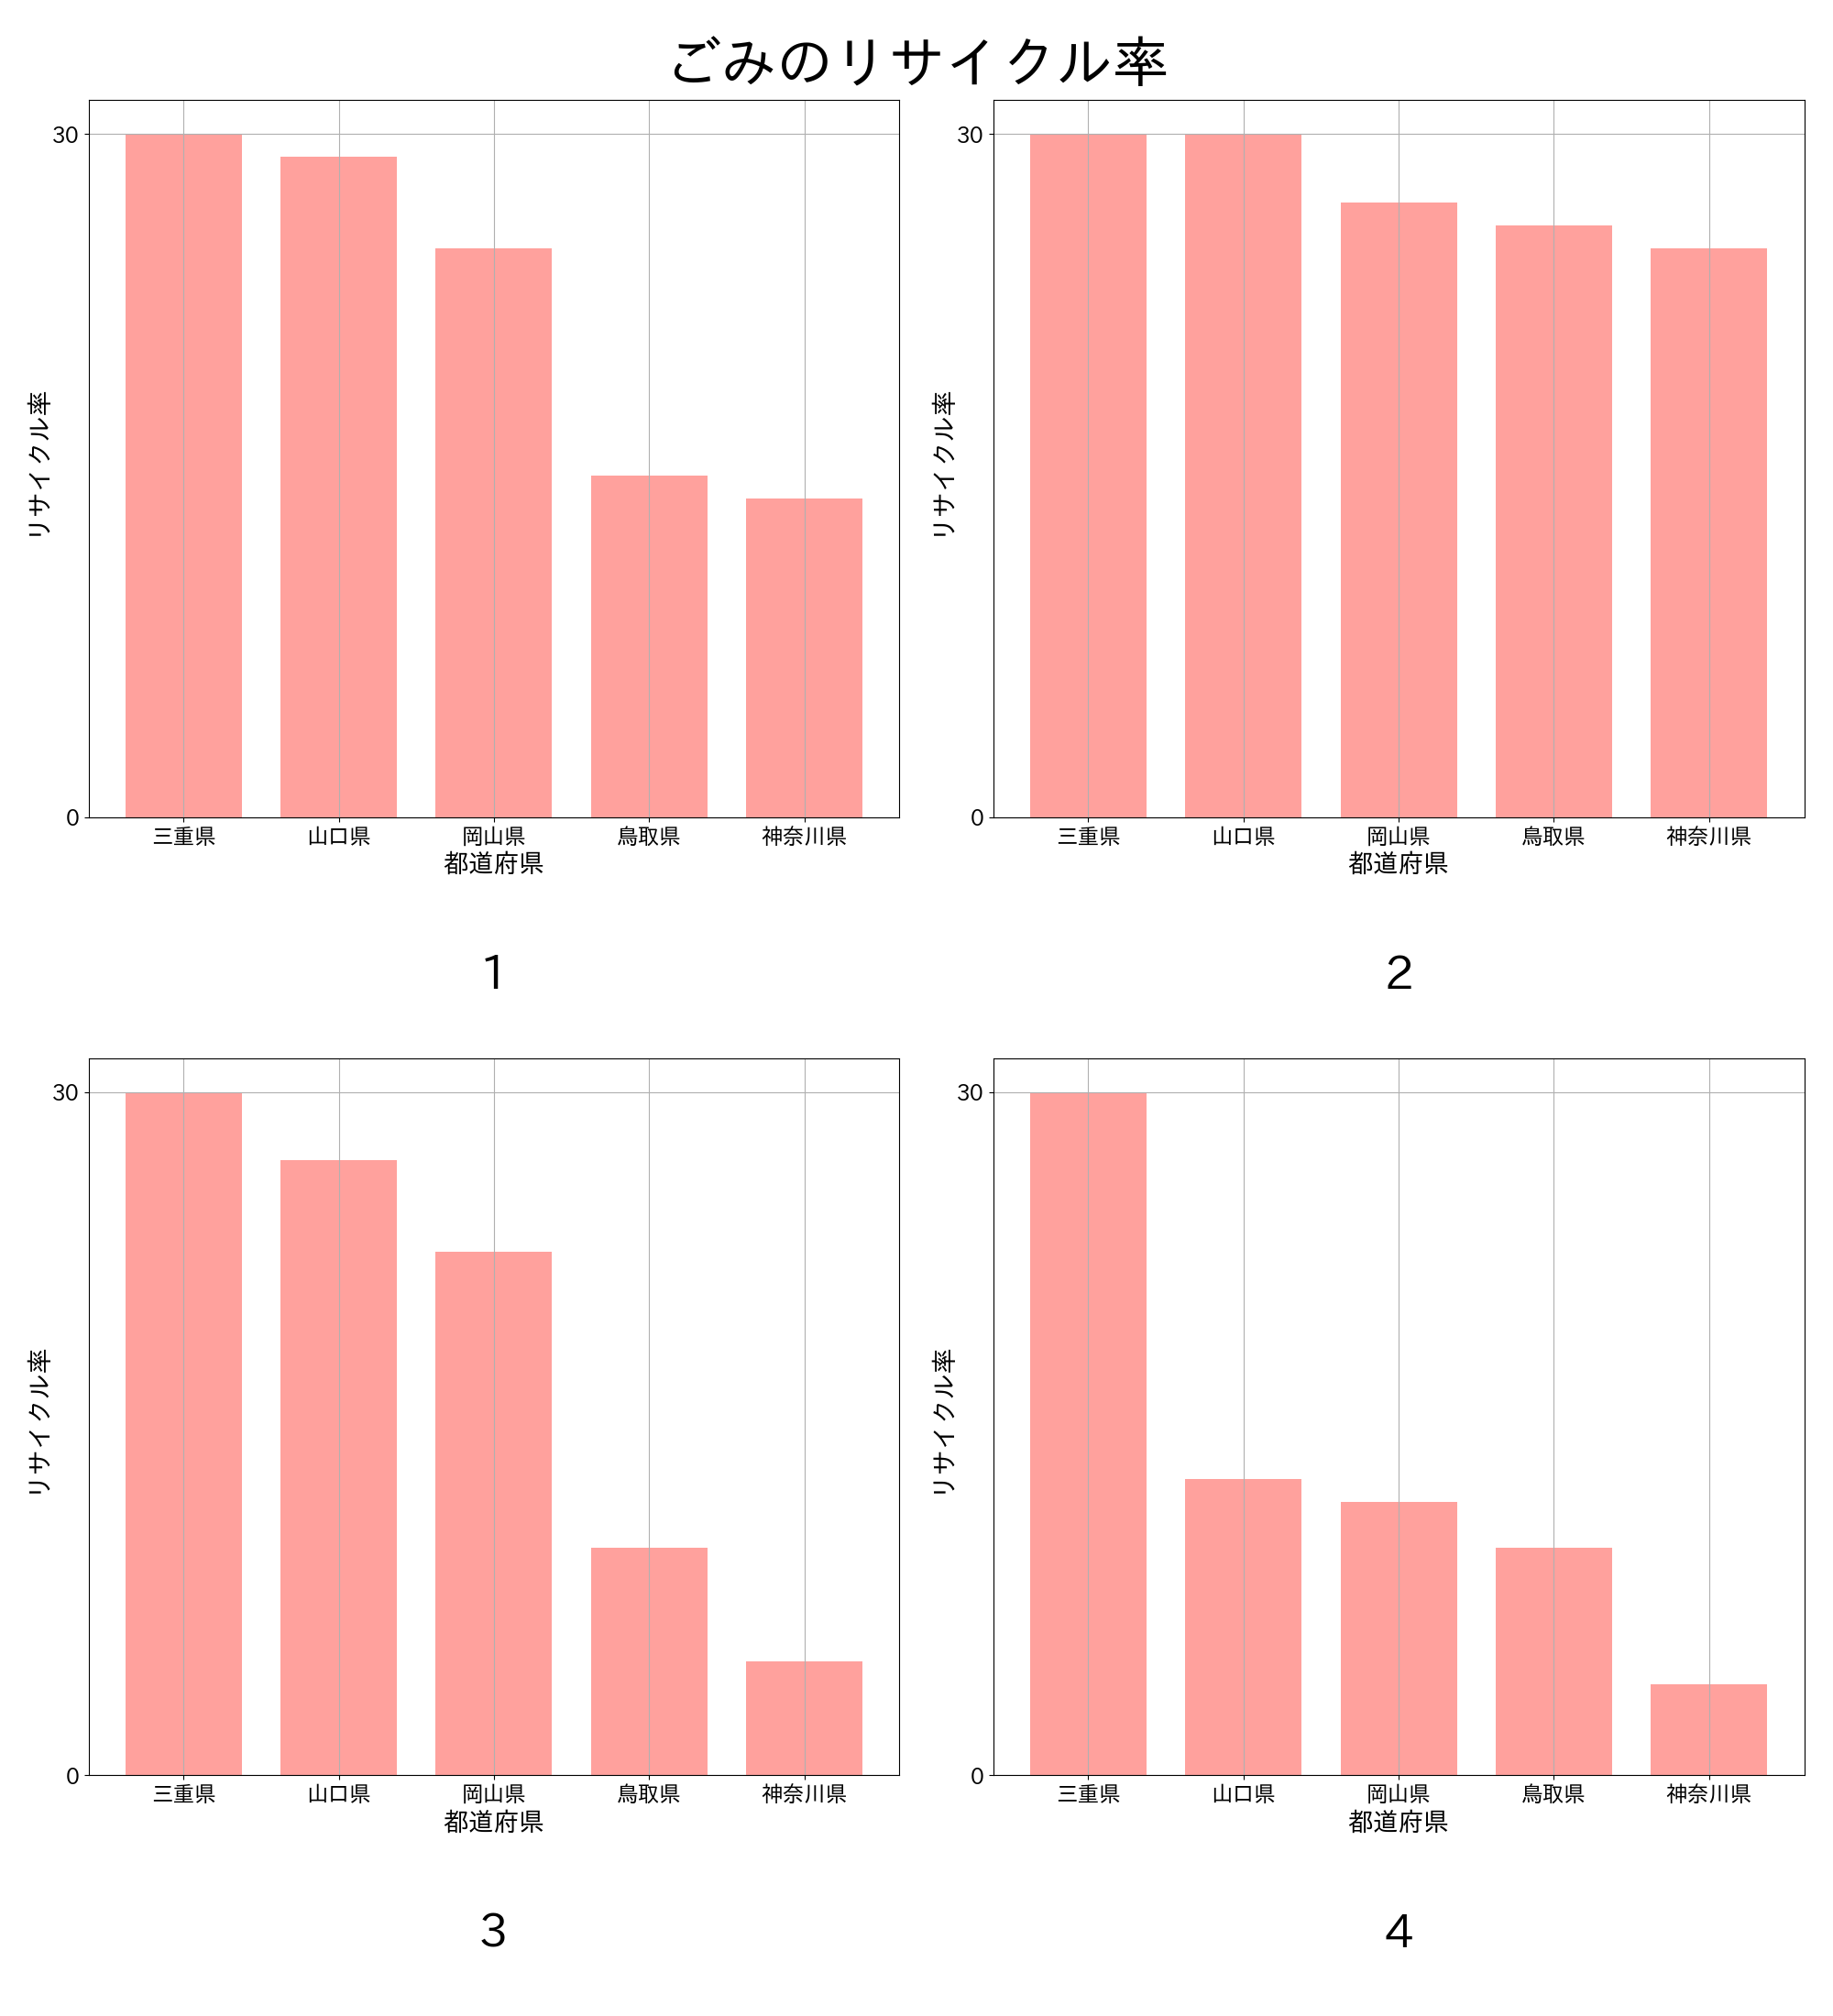 ごみのリサイクル率
30
0
リサイクル率
三重県 山口県 岡山県 鳥取県 神奈川県
都道府県
1
30
0
リサイクル率
三重県 山口県 岡山県 鳥取県 神奈川県
都道府県
2
30
0
リサイクル率
三重県 山口県 岡山県 鳥取県 神奈川県
都道府県
3
30
0
リサイクル率
三重県 山口県 岡山県 鳥取県 神奈川県
都道府県
4